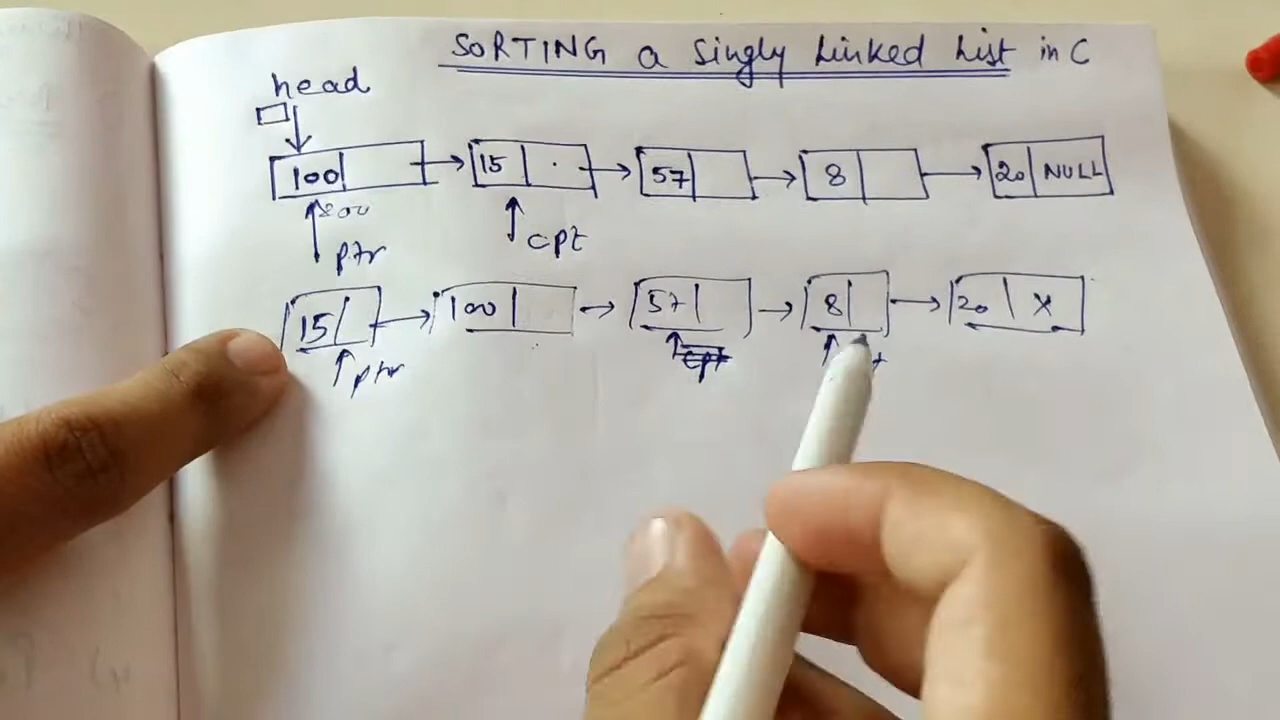 SORTING a Singly Linked List in C
head
100 15 57 8 20 NULL
ptr cpt
15 100 57 8 20 X
ptr cpt